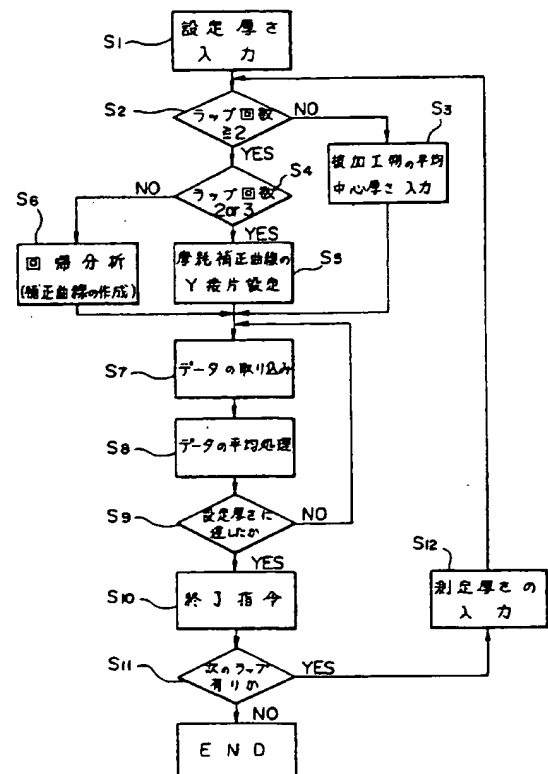 S1
設定厚さ
入力
S2
ラップ回数
≧2
NO
YES
S3
被加工物の平均
中心厚さ入力
S4
ラップ回数
2or3
NO
YES
S6
回帰分析
(補正曲線の作成)
S5
摩耗補正曲線の
Y接片設定
S7
データの取り込み
S8
データの平均処理
S9
設定厚さに
達したか
NO
YES
S10
終了指令
S11
次のラップ
有りか
YES
NO
S12
測定厚さの
入力
END